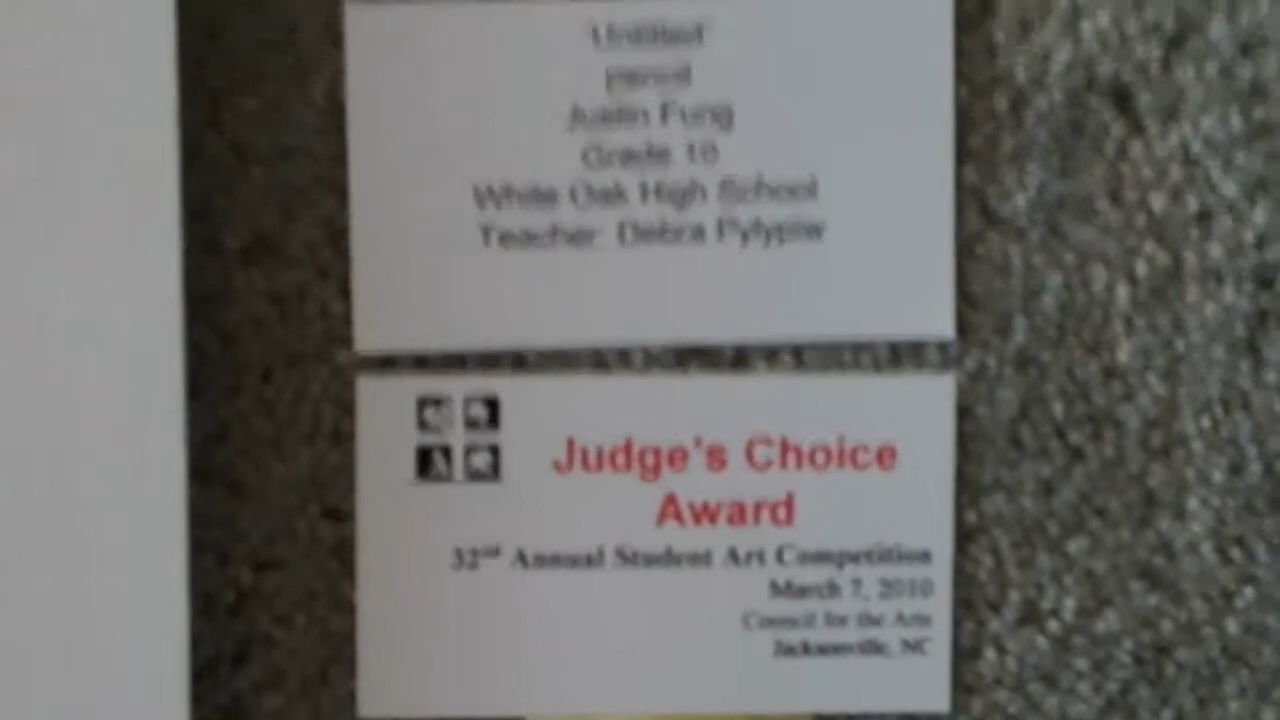 Untitled
pencil
Justin Fung
Grade 10
White Oak High School
Teacher: Debra Pylypiw
Judge's Choice
Award
32nd Annual Student Art Competition
March 7, 2010
Council for the Arts
Jacksonville, NC